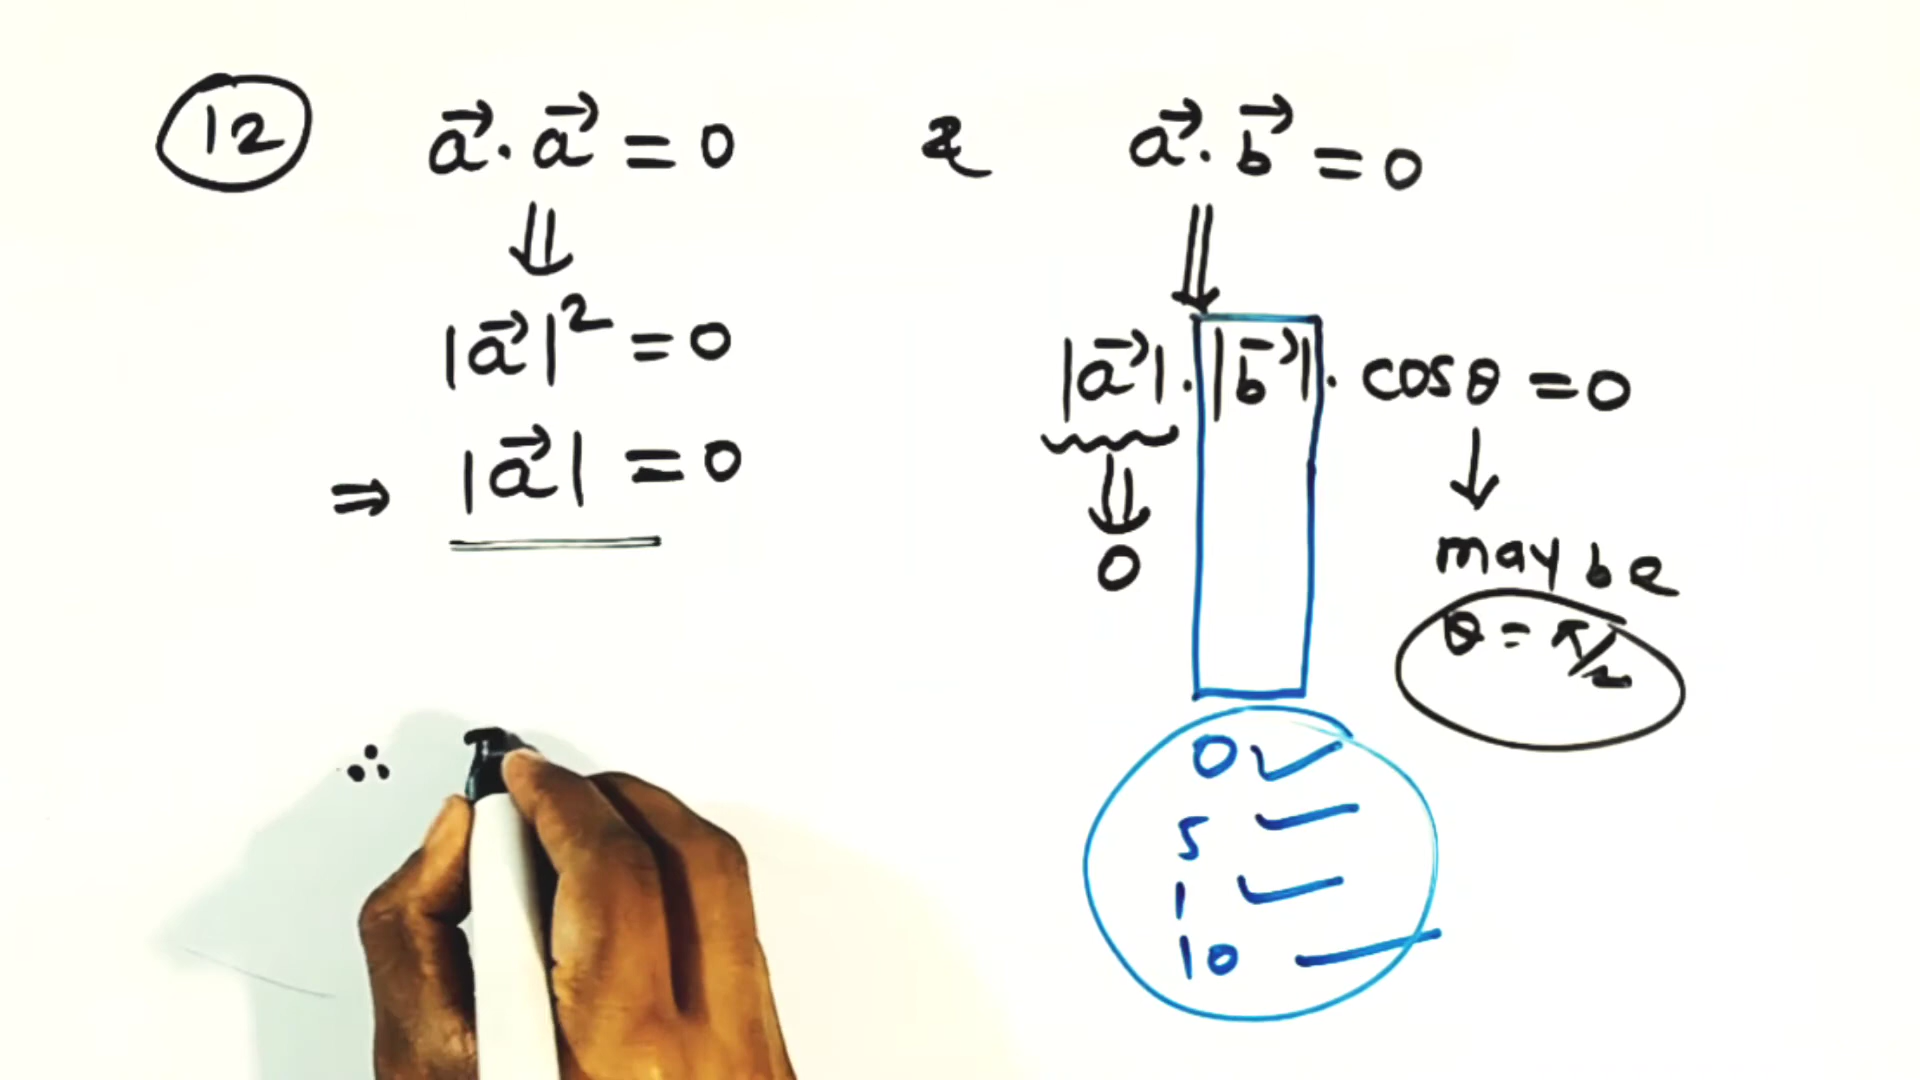 12 a⃗ · a⃗ = 0 & a⃗ · b⃗ = 0
⇓ ⇓
|a⃗|² = 0 |a⃗| · |b⃗| · cosθ = 0
⇒ |a⃗| = 0
⇓ ↓
0 may be
θ = π/2
∴
0 ✓
5 ✓
1 ✓
10